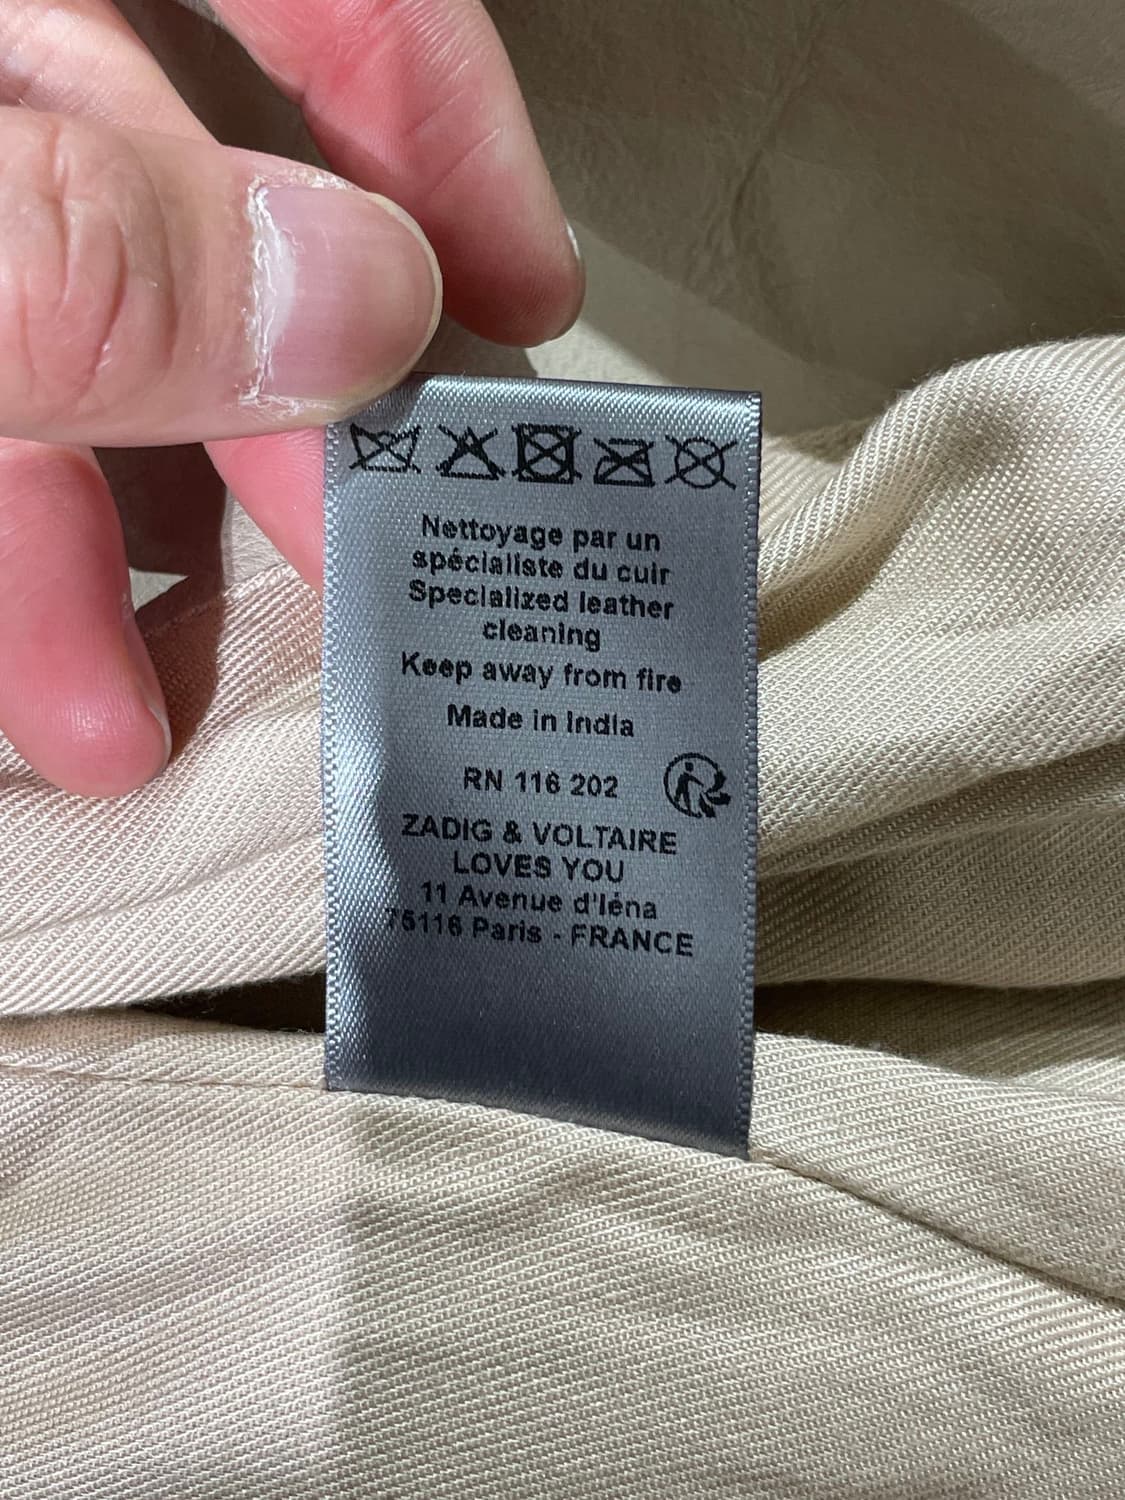 Nettoyage par un
spécialiste du cuir
Specialized leather
cleaning
Keep away from fire
Made in India
RN 116 202
ZADIG & VOLTAIRE
LOVES YOU
11 Avenue d'Iéna
75116 Paris - FRANCE